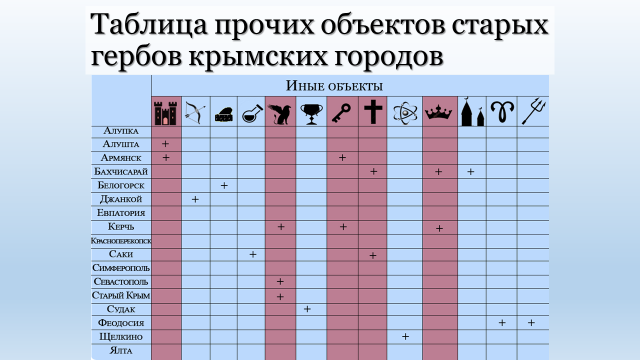 Таблица прочих объектов старых
гербов крымских городов
Иные объекты
Алупка
Алушта +
Армянск + +
Бахчисарай + + +
Белогорск +
Джанкой +
Евпатория
Керчь + + +
Красноперекопск
Саки + +
Симферополь
Севастополь +
Старый Крым +
Судак +
Феодосия + +
Щелкино +
Ялта